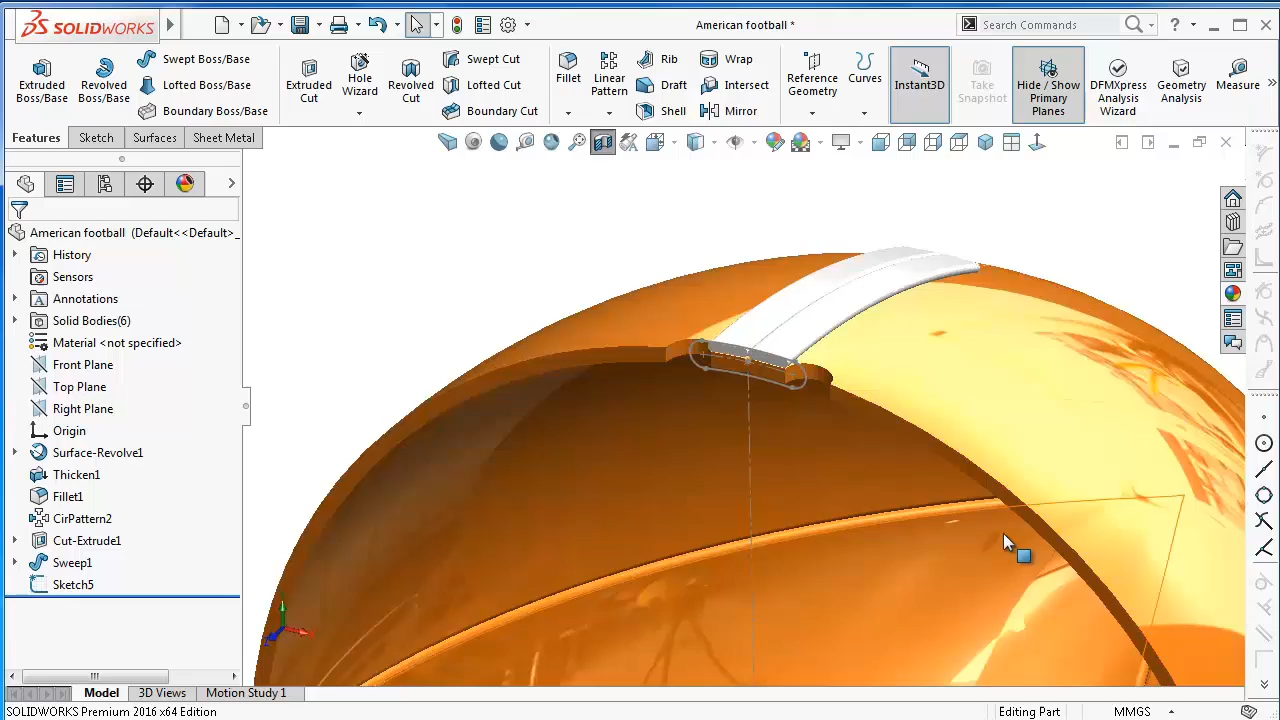 SOLIDWORKS
American football *
Search Commands
?
Extruded Boss/Base
Revolved Boss/Base
Swept Boss/Base
Lofted Boss/Base
Boundary Boss/Base
Extruded Cut
Hole Wizard
Revolved Cut
Swept Cut
Lofted Cut
Boundary Cut
Fillet
Linear Pattern
Rib
Draft
Shell
Wrap
Intersect
Mirror
Reference Geometry
Curves
Instant3D
Take Snapshot
Hide / Show Primary Planes
DFMXpress Analysis Wizard
Geometry Analysis
Measure
Features Sketch Surfaces Sheet Metal
American football (Default<<Default>_
History
Sensors
Annotations
Solid Bodies(6)
Material <not specified>
Front Plane
Top Plane
Right Plane
Origin
Surface-Revolve1
Thicken1
Fillet1
CirPattern2
Cut-Extrude1
Sweep1
Sketch5
Model 3D Views Motion Study 1
SOLIDWORKS Premium 2016 x64 Edition
Editing Part
MMGS